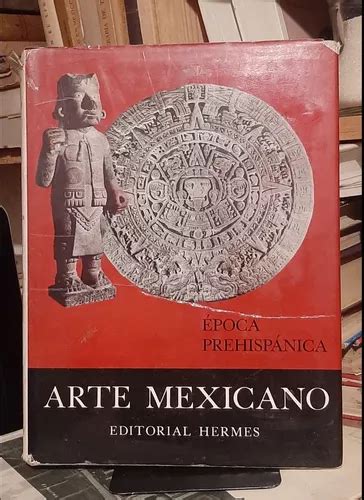 ÉPOCA
PREHISPÁNICA
ARTE MEXICANO
EDITORIAL HERMES